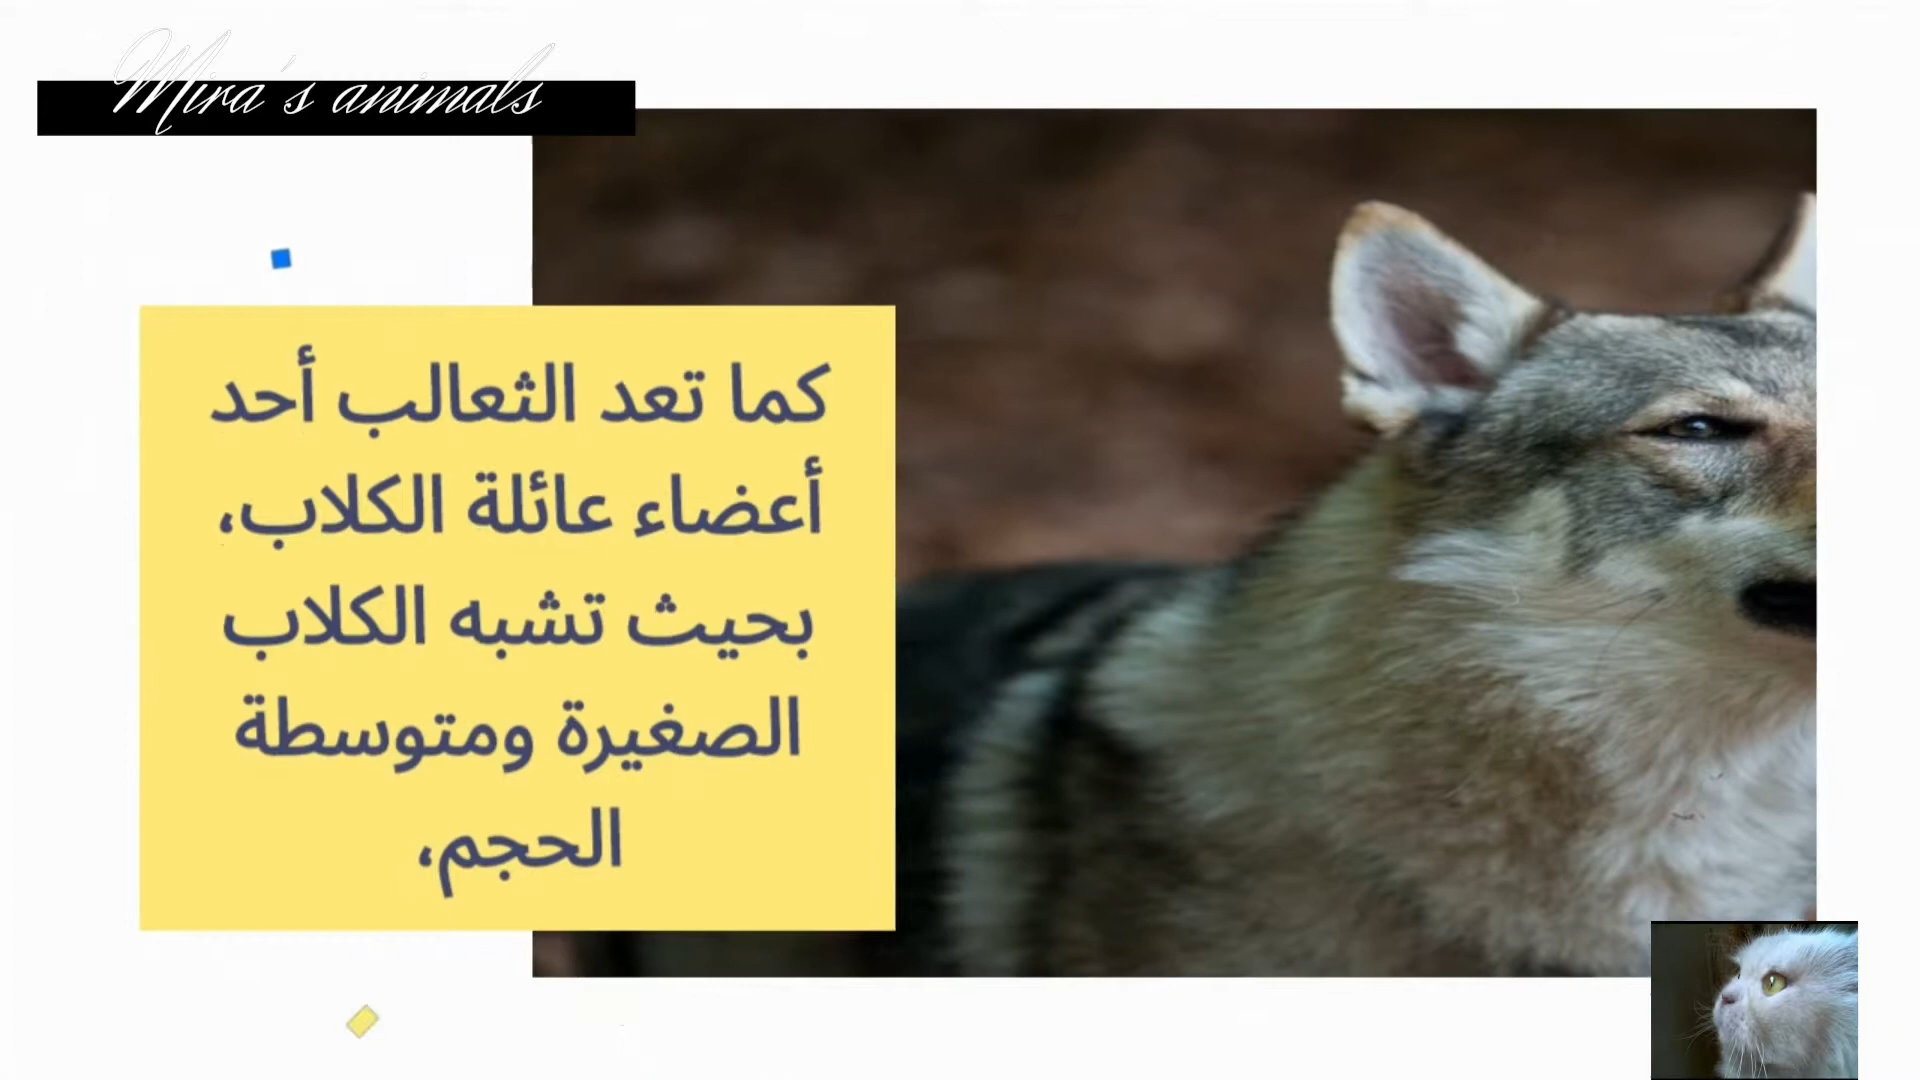 Mira's animals
كما تعد الثعالب أحد
أعضاء عائلة الكلاب،
بحيث تشبه الكلاب
الصغيرة ومتوسطة
الحجم،